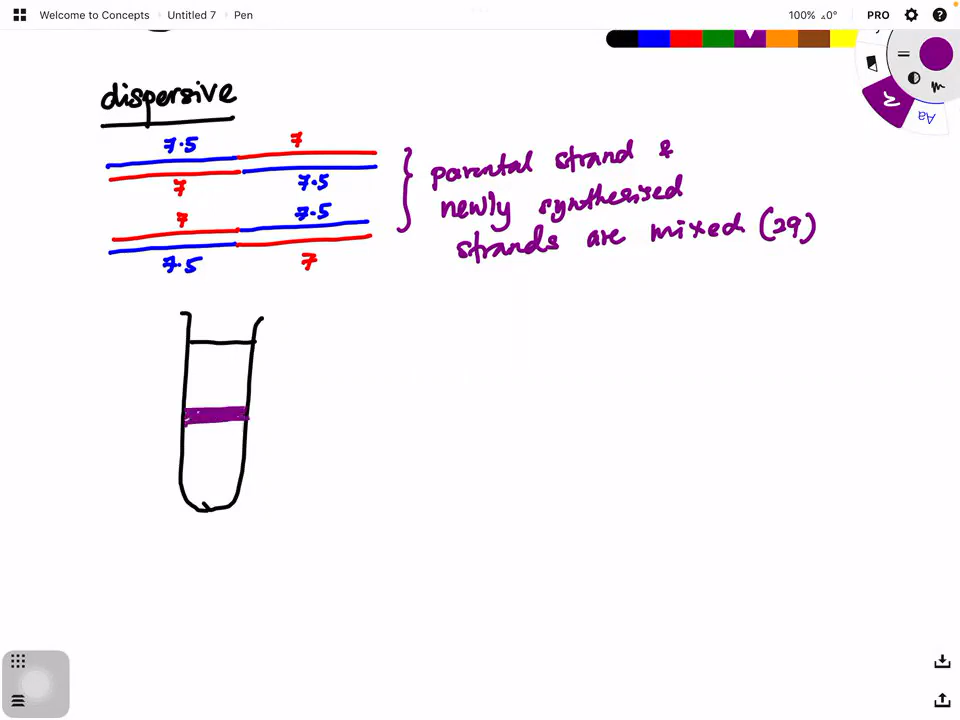 Welcome to Concepts › Untitled 7 › Pen
100% ⊿0° PRO
Aa
dispersive
7.5 7
7 7.5
7 7.5
7.5 7
parental strand &
newly synthesised
strands are mixed (29)